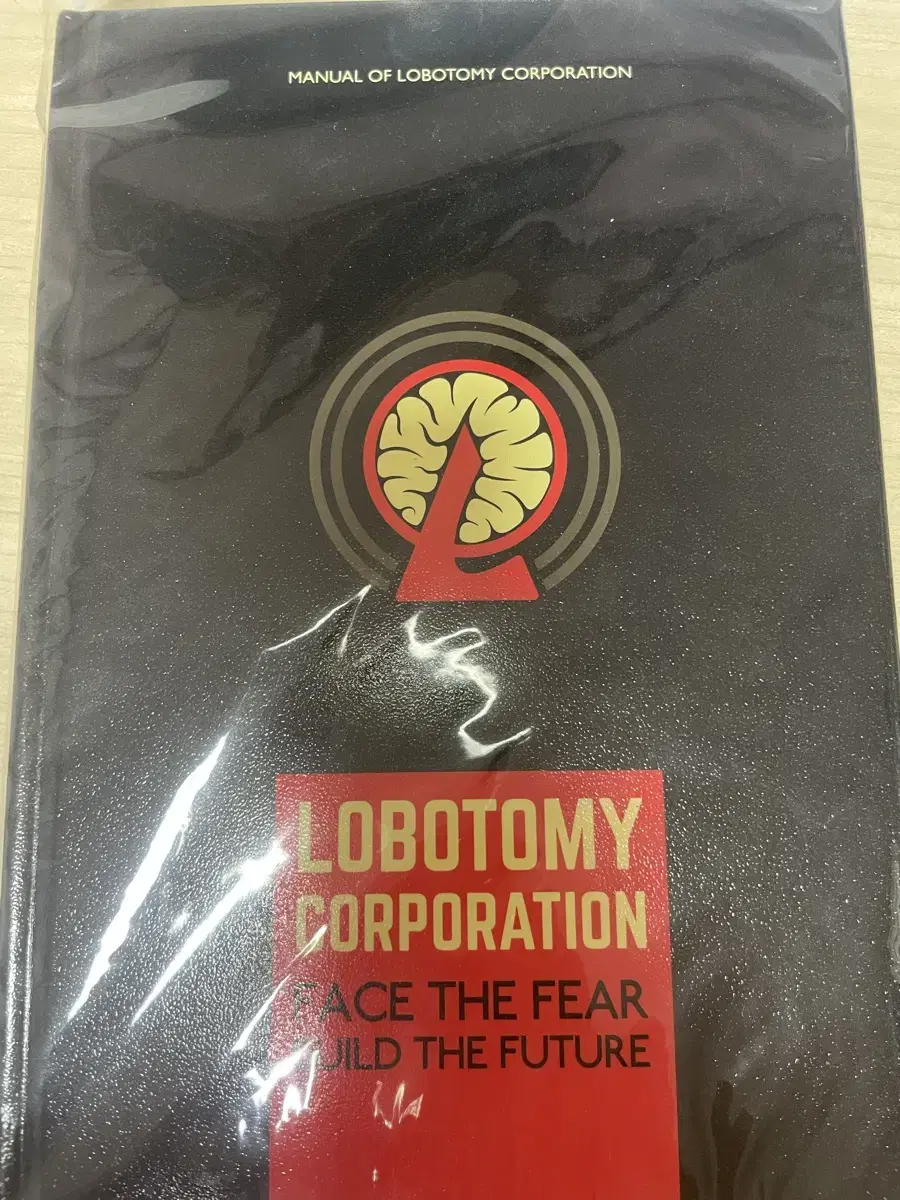 MANUAL OF LOBOTOMY CORPORATION
LOBOTOMY
CORPORATION
FACE THE FEAR
BUILD THE FUTURE